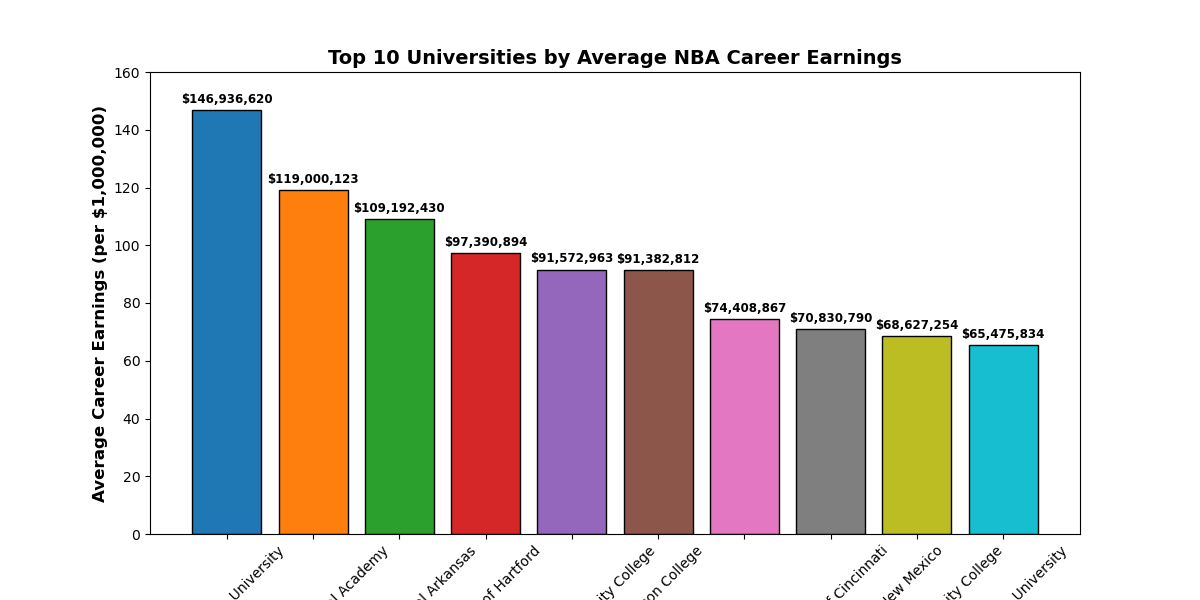 Top 10 Universities by Average NBA Career Earnings
Average Career Earnings (per $1,000,000)
160
140
120
100
80
60
40
20
0
$146,936,620
$119,000,123
$109,192,430
$97,390,894
$91,572,963
$91,382,812
$74,408,867
$70,830,790
$68,627,254
$65,475,834
University
Academy
Arkansas
of Hartford
College
College
Cincinnati
New Mexico
College
University